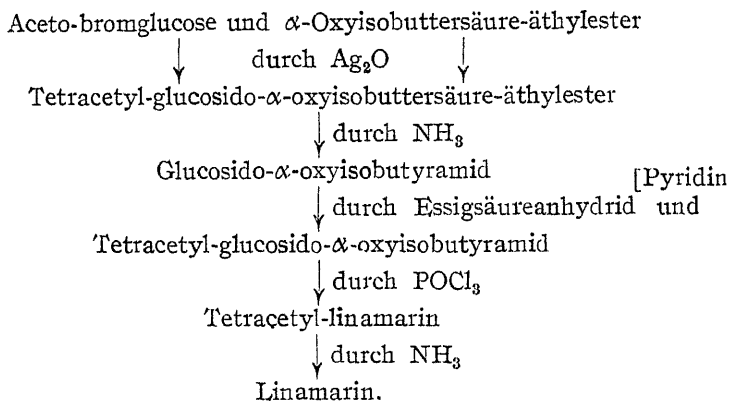 Aceto-bromglucose und α-Oxyisobuttersäure-äthylester
durch Ag₂O
Tetracetyl-glucosido-α-oxyisobuttersäure-äthylester
durch NH₃
Glucosido-α-oxyisobutyramid [Pyridin
durch Essigsäureanhydrid und
Tetracetyl-glucosido-α-oxyisobutyramid
durch POCl₃
Tetracetyl-linamarin
durch NH₃
Linamarin.